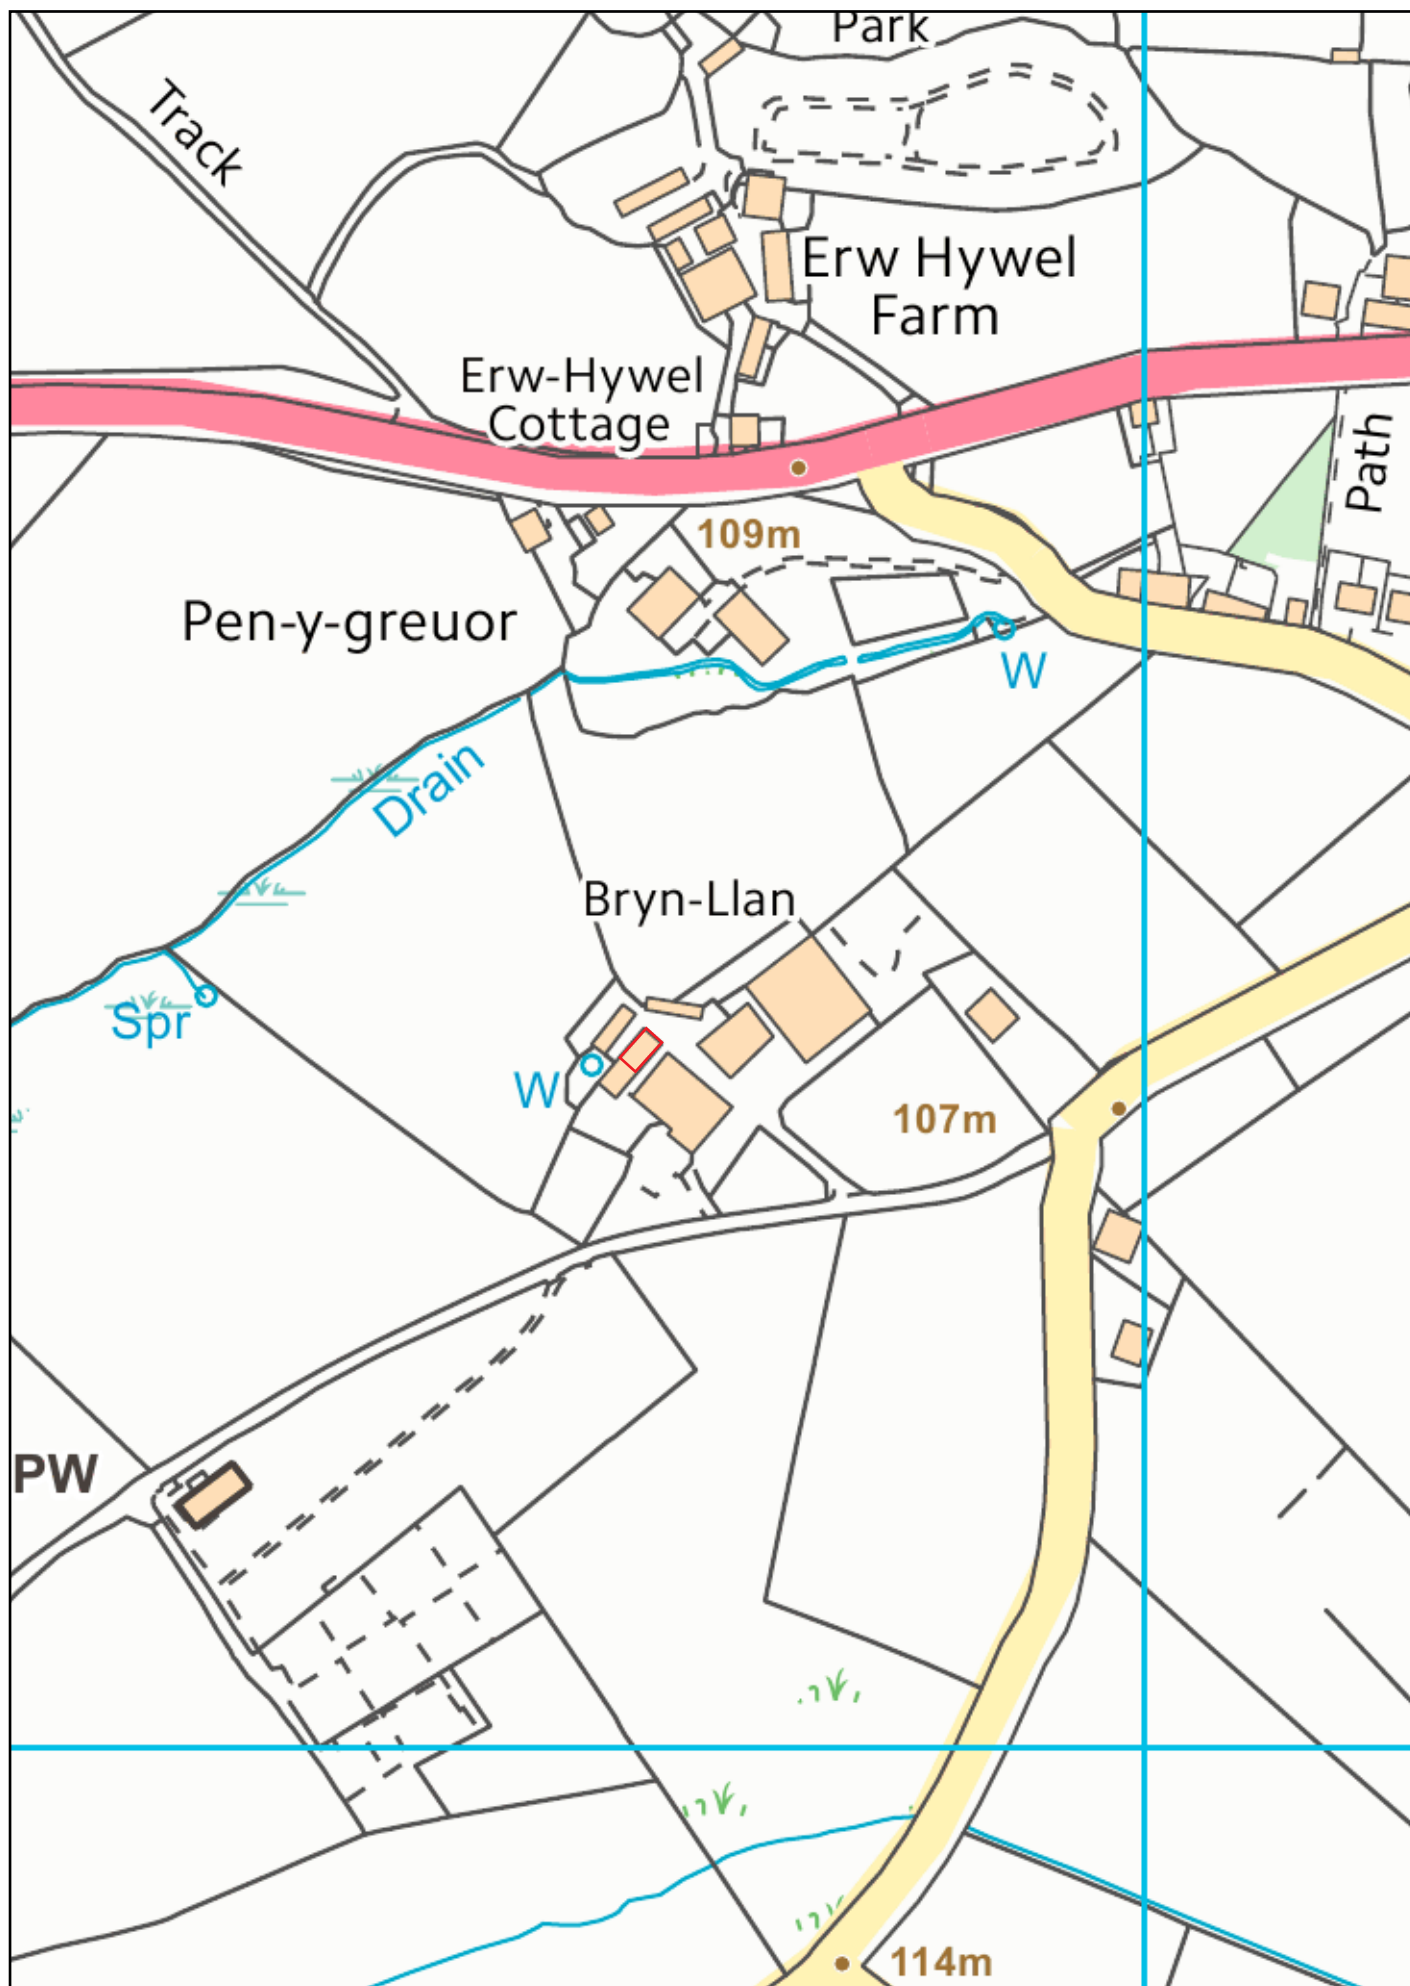 Park
Track
Erw Hywel
Farm
Erw-Hywel
Cottage
Path
109m
Pen-y-greuor
W
Drain
Bryn-Llan
Spr
W
107m
PW
114m